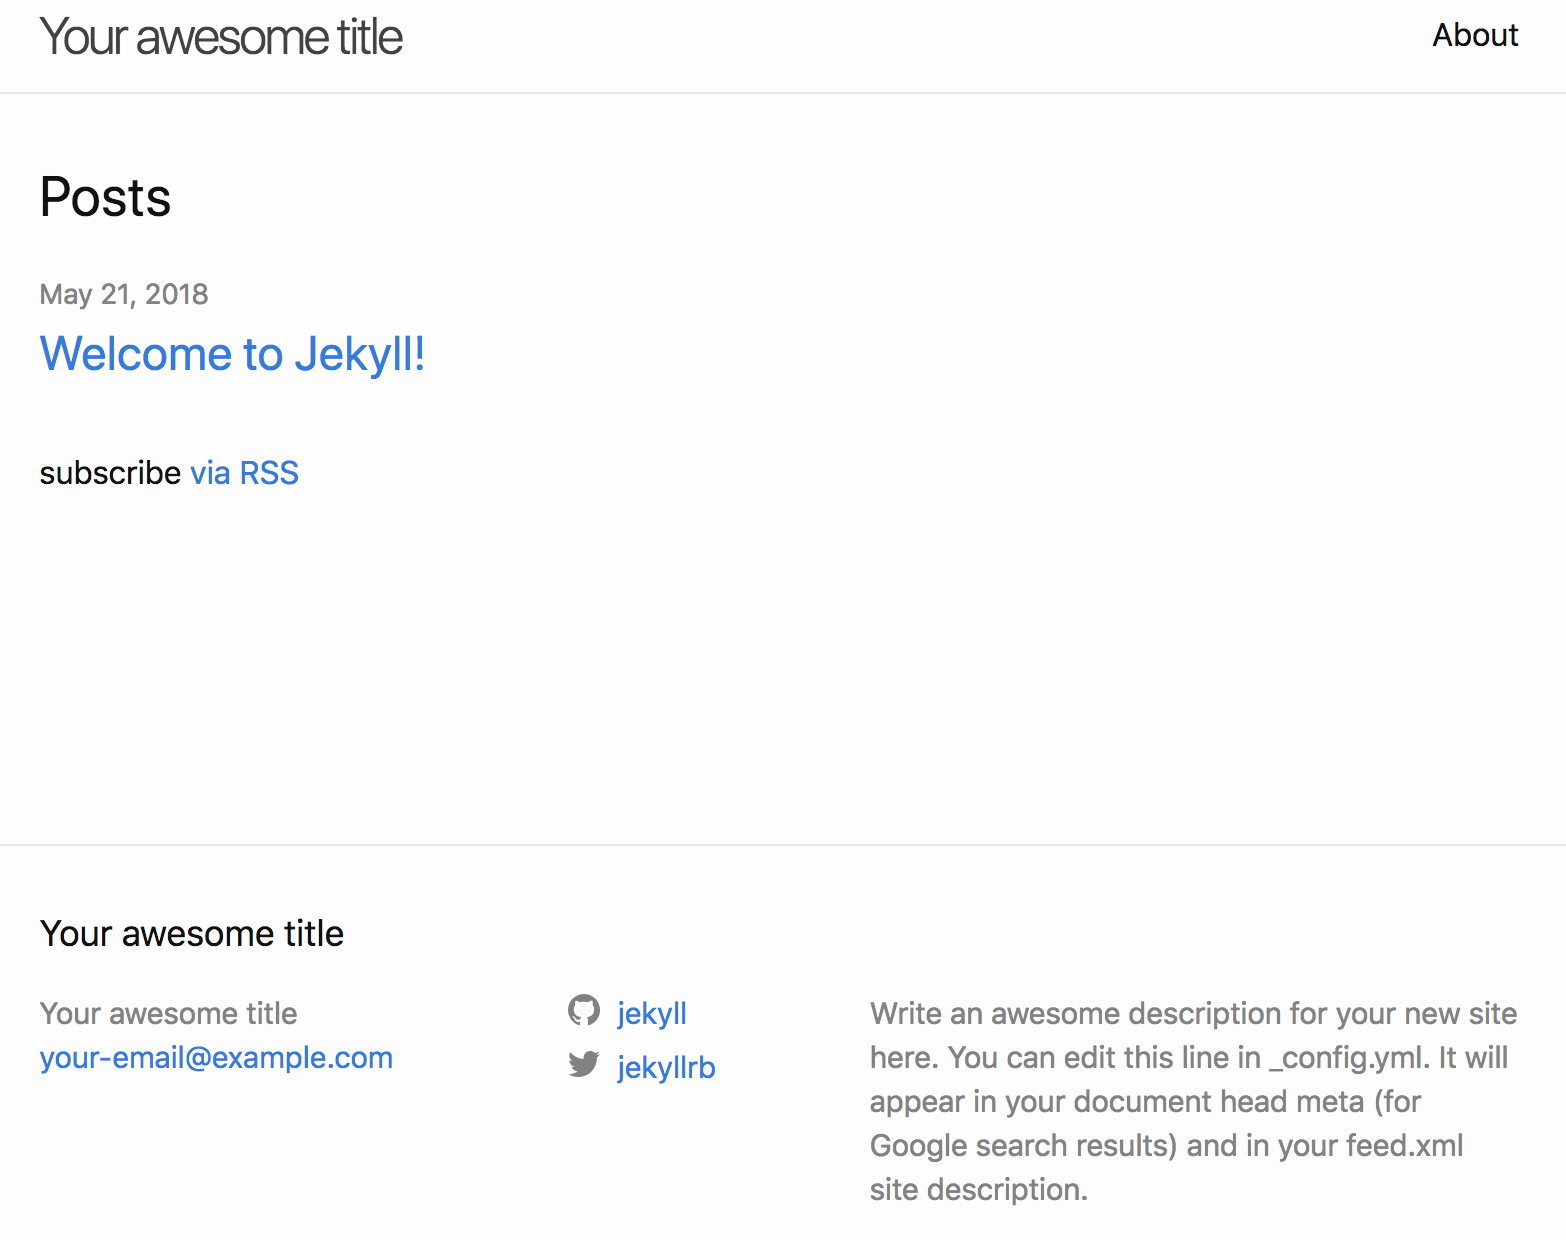 Your awesome title
About
Posts
May 21, 2018
Welcome to Jekyll!
subscribe via RSS
Your awesome title
Your awesome title
your-email@example.com
jekyll
jekyllrb
Write an awesome description for your new site
here. You can edit this line in _config.yml. It will
appear in your document head meta (for
Google search results) and in your feed.xml
site description.